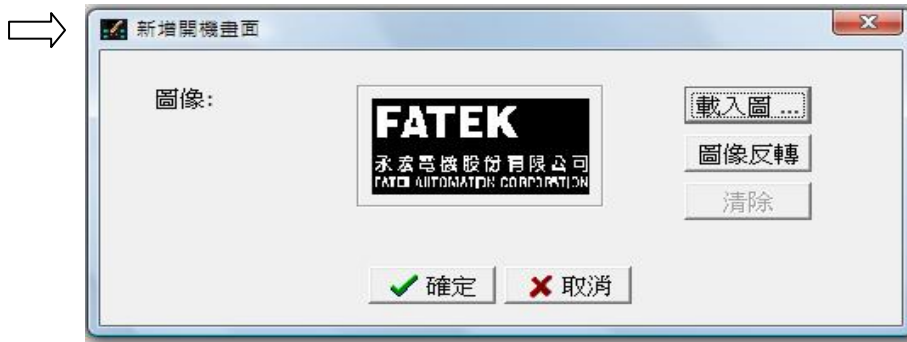 新增開機畫面
圖像:
FATEK
永宏電機股份有限公司
FATEK AUTOMATION CORPORATION
載入圖 ...
圖像反轉
清除
確定
取消